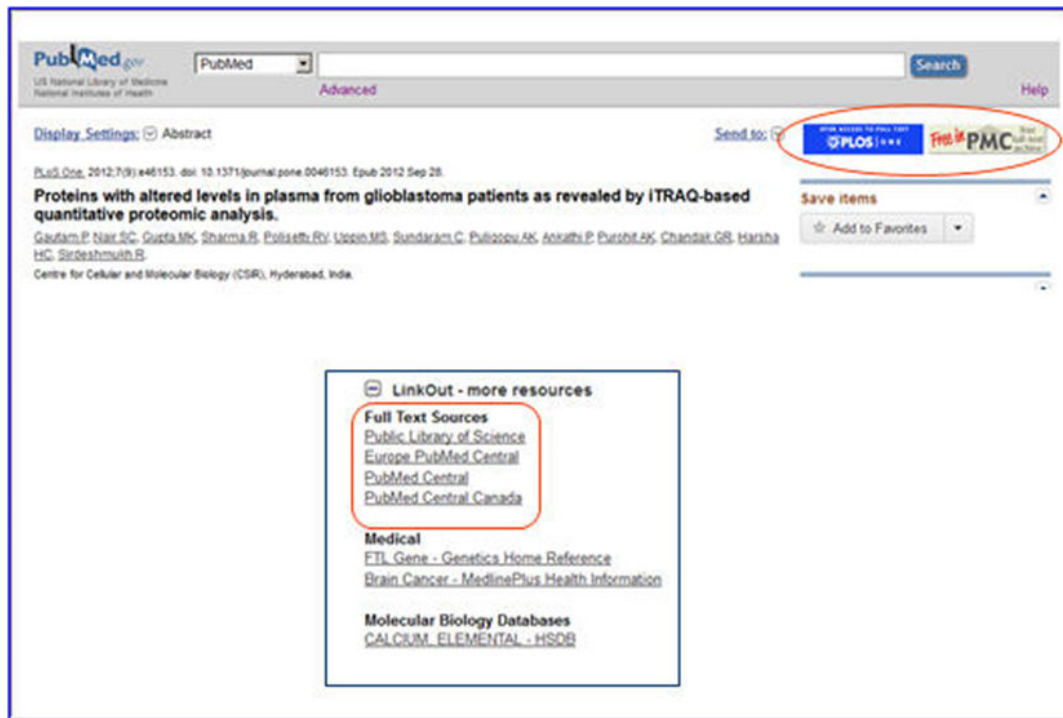 PubMed.gov
US National Library of Medicine
National Institutes of Health
PubMed
Search
Advanced
Help
Display Settings: Abstract
Send to:
OPEN ACCESS TO FULL TEXT
PLOS | ONE
Free in PMC
PLoS One. 2012;7(9):e46153. doi: 10.1371/journal.pone.0046153. Epub 2012 Sep 28.
Proteins with altered levels in plasma from glioblastoma patients as revealed by iTRAQ-based
quantitative proteomic analysis.
Gautam P, Nair SC, Gupta MK, Sharma R, Polisetty RV, Uppin MS, Sundaram C, Puligopu AK, Ankathi P, Purohit AK, Chandak GR, Harsha
HC, Sirdeshmukh R.
Centre for Cellular and Molecular Biology (CSIR), Hyderabad, India.
Save items
Add to Favorites
LinkOut - more resources
Full Text Sources
Public Library of Science
Europe PubMed Central
PubMed Central
PubMed Central Canada
Medical
FTL Gene - Genetics Home Reference
Brain Cancer - MedlinePlus Health Information
Molecular Biology Databases
CALCIUM, ELEMENTAL - HSDB